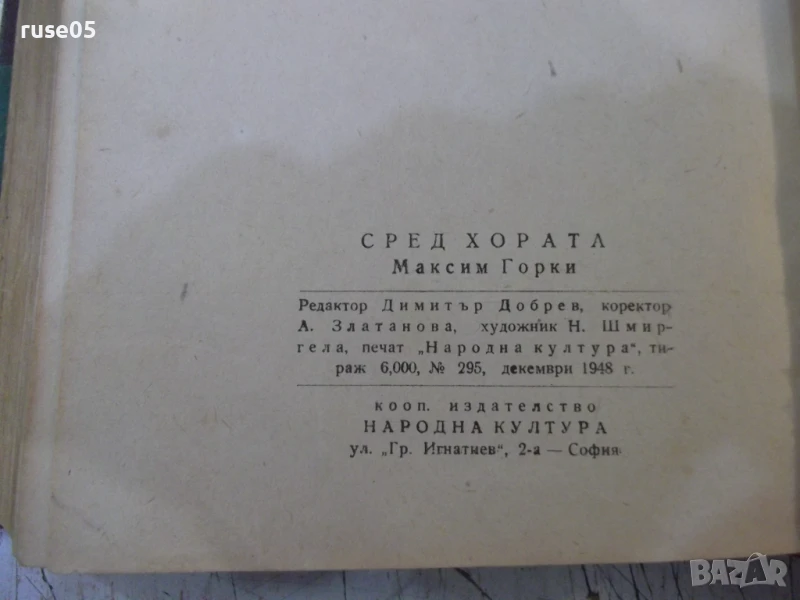 ruse05
СРЕД ХОРАТА
Максим Горки
Редактор Димитър Добрев, коректор
А. Златанова, художник Н. Шмир-
гела, печат „Народна култура“, ти-
раж 6,000, № 295, декември 1948 г.
кооп. издателство
НАРОДНА КУЛТУРА
ул. „Гр. Игнатиев“, 2-а — София
BAZAR